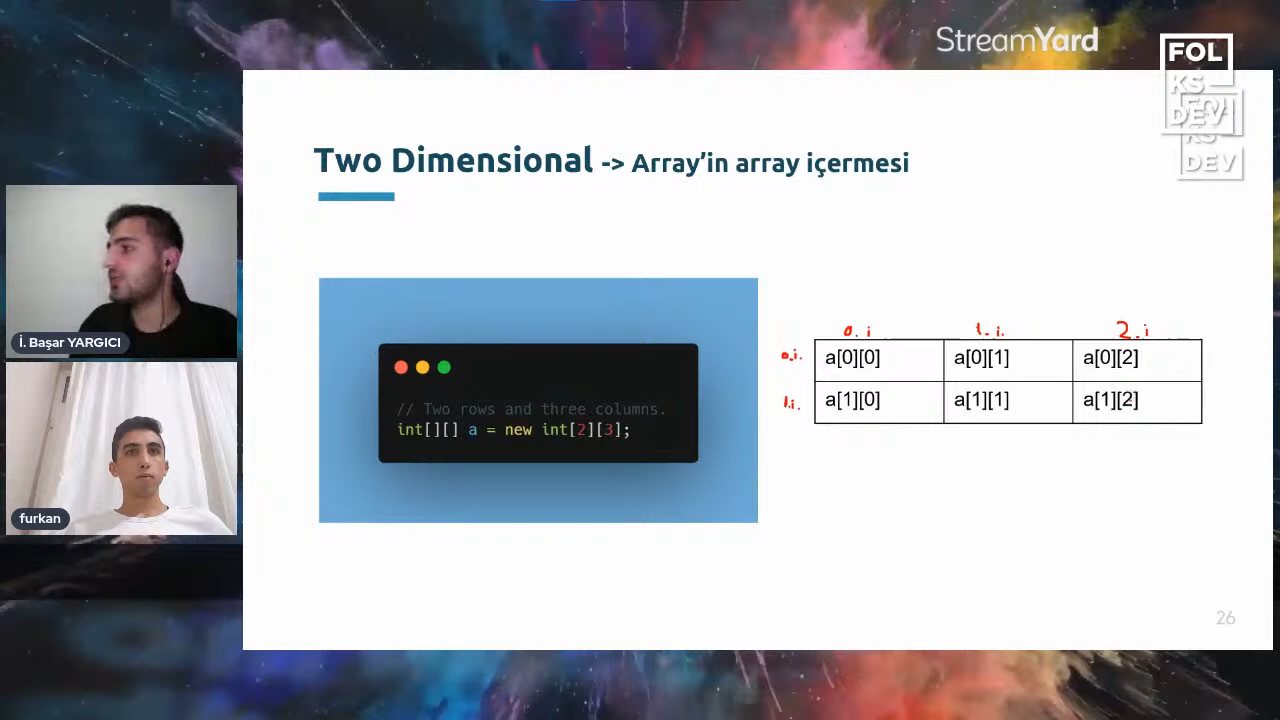 StreamYard
FOL
KS
DEV
KS
DEV
Two Dimensional -> Array'in array içermesi
İ. Başar YARGICI
furkan
// Two rows and three columns.
int[][] a = new int[2][3];
0. i 1. i. 2. i
0.i. a[0][0] a[0][1] a[0][2]
1.i. a[1][0] a[1][1] a[1][2]
26